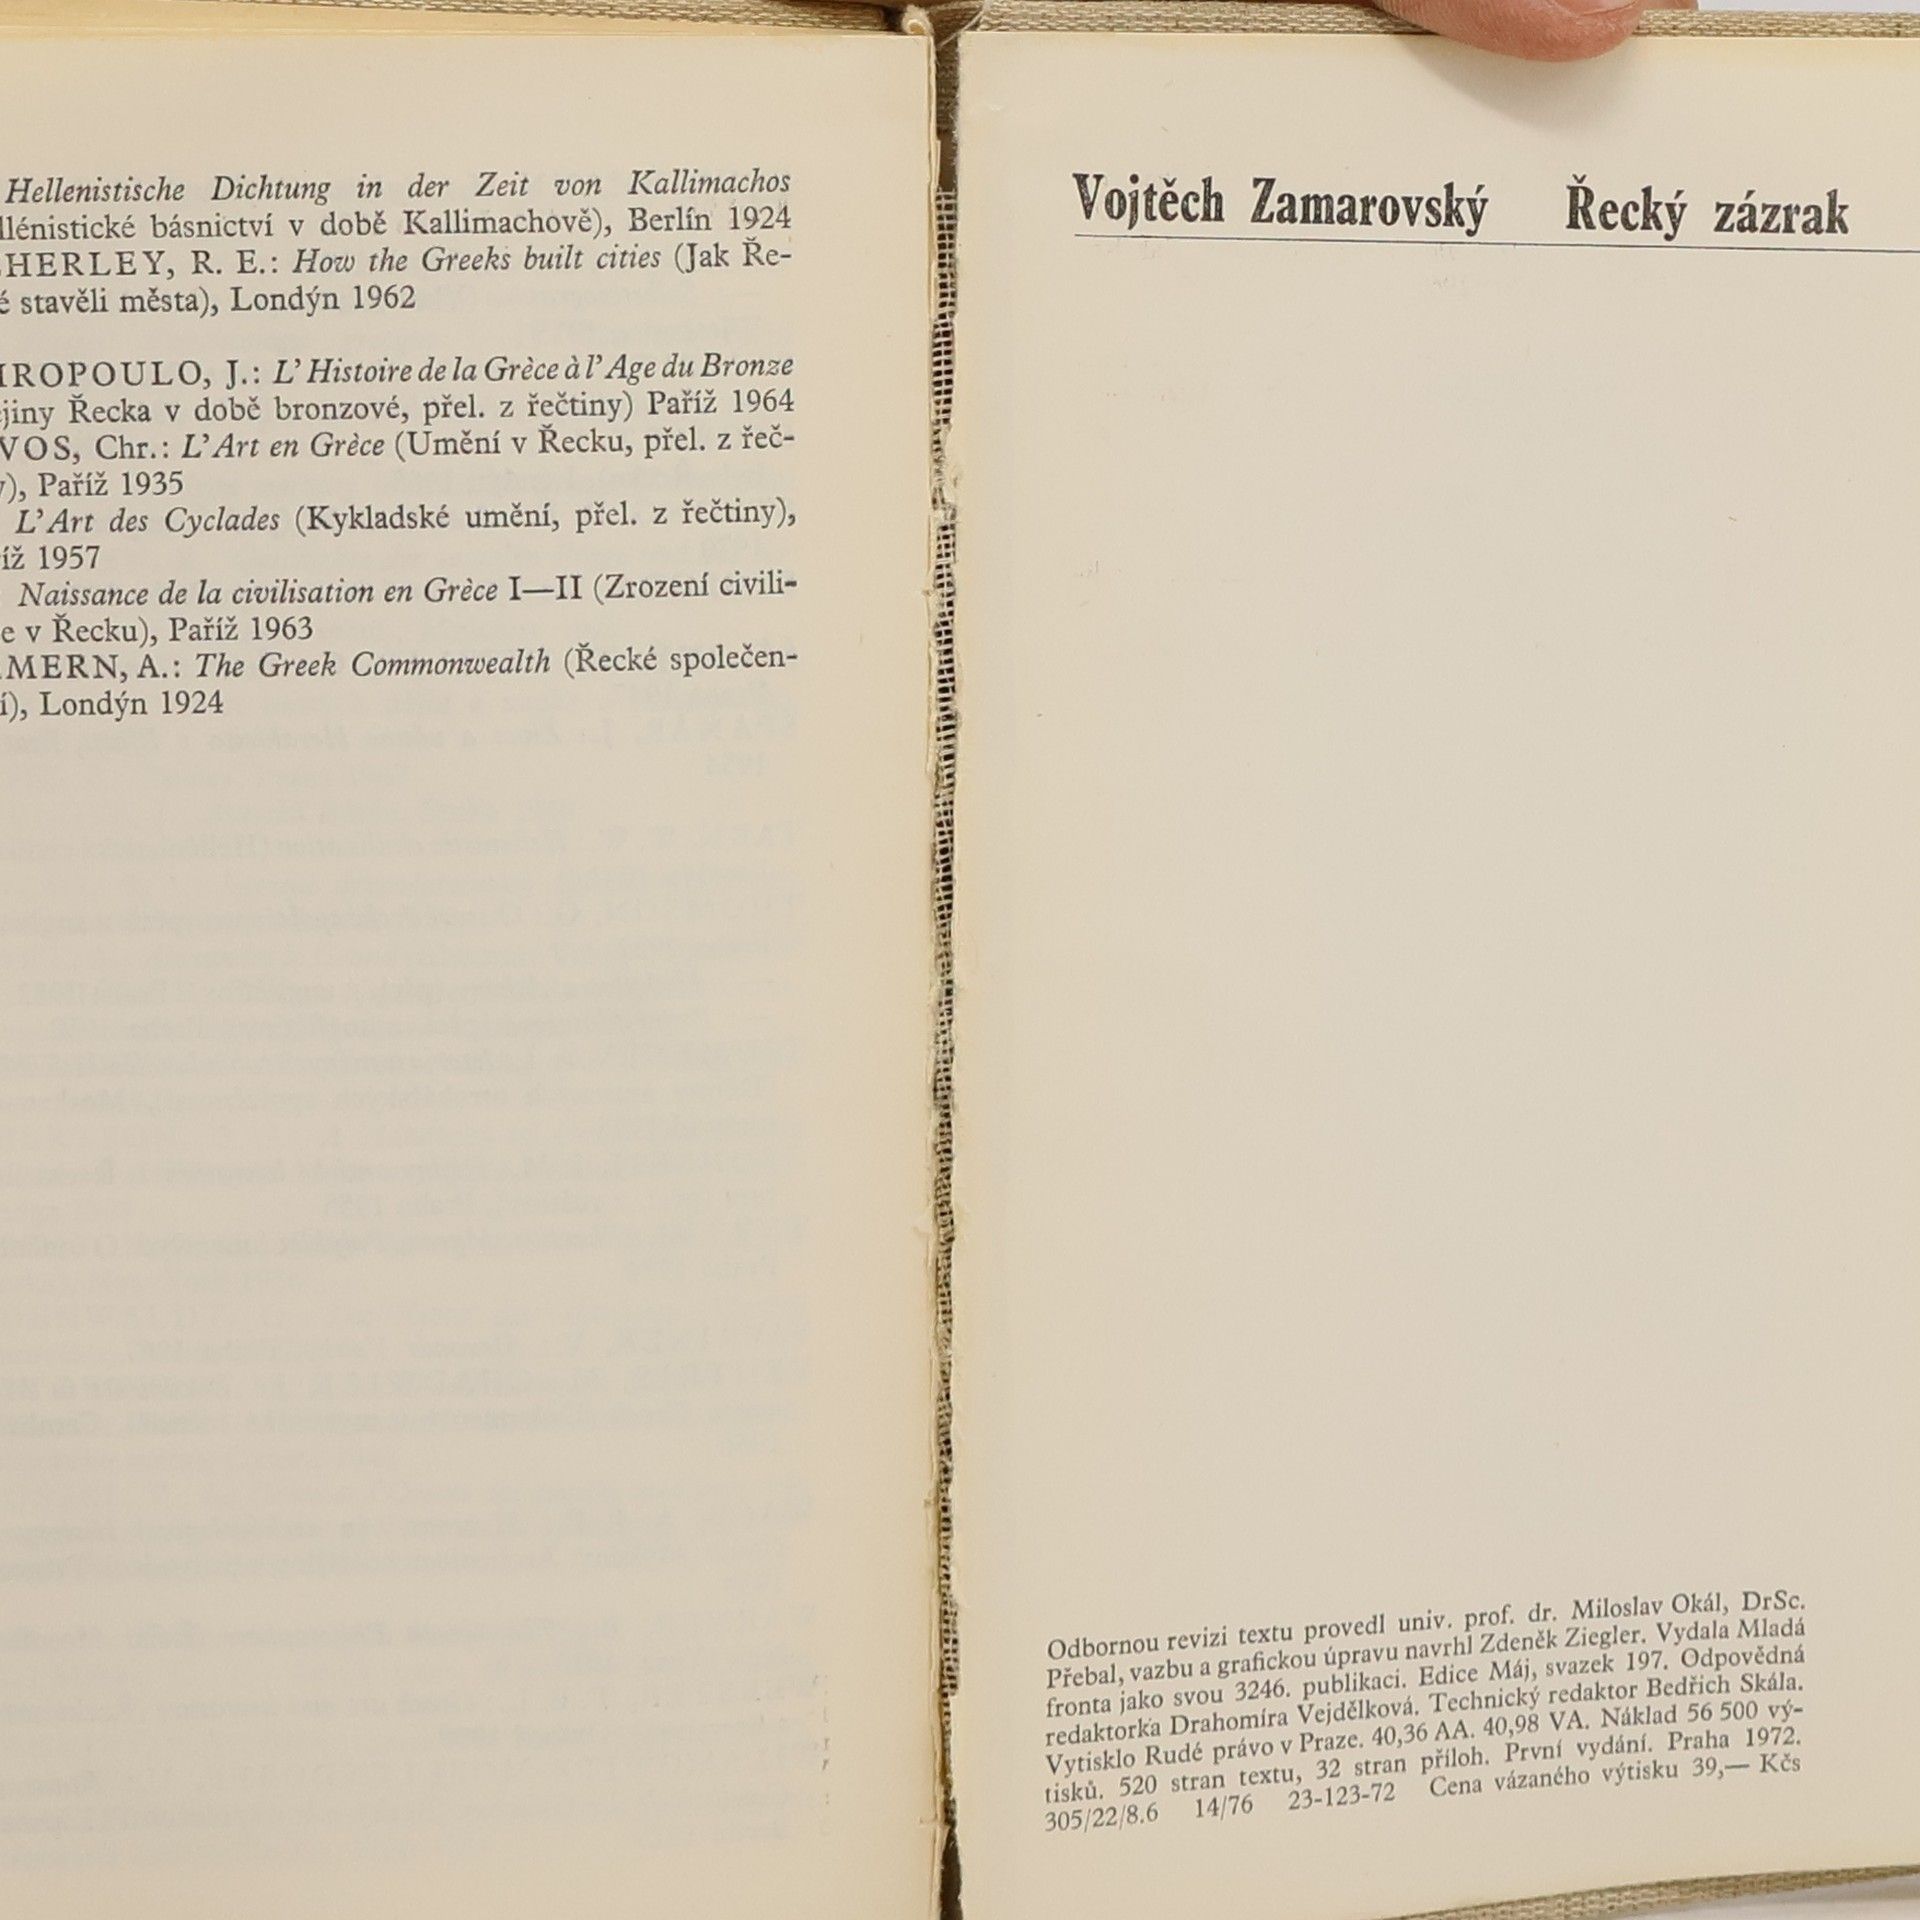 Hellenistische Dichtung in der Zeit von Kallimachos
llénistické básnictví v době Kallimachově), Berlín 1924
HERLEY, R. E.: How the Greeks built cities (Jak Ře-
é stavěli města), Londýn 1962
IROPOULO, J.: L' Histoire de la Grèce à l' Age du Bronze
jiny Řecka v době bronzové, přel. z řečtiny) Paříž 1964
VOS, Chr.: L' Art en Grèce (Umění v Řecku, přel. z řeč-
y), Paříž 1935
L' Art des Cyclades (Kykladské umění, přel. z řečtiny),
íž 1957
Naissance de la civilisation en Grèce I—II (Zrození civili-
e v Řecku), Paříž 1963
MERN, A.: The Greek Commonwealth (Řecké společen-
í), Londýn 1924
Vojtěch Zamarovský Řecký zázrak
Odbornou revizi textu provedl univ. prof. dr. Miloslav Okál, DrSc.
Přebal, vazbu a grafickou úpravu navrhl Zdeněk Ziegler. Vydala Mladá
fronta jako svou 3246. publikaci. Edice Máj, svazek 197. Odpovědná
redaktorka Drahomíra Vejdělková. Technický redaktor Bedřich Skála.
Vytisklo Rudé právo v Praze. 40,36 AA. 40,98 VA. Náklad 56 500 vý-
tisků. 520 stran textu, 32 stran příloh. První vydání. Praha 1972.
305/22/8.6 14/76 23-123-72 Cena vázaného výtisku 39,— Kčs